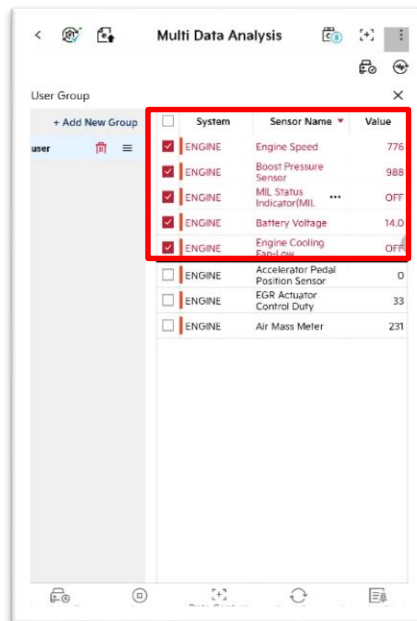 Multi Data Analysis
User Group
+ Add New Group
System Sensor Name Value
user
ENGINE Engine Speed 776
ENGINE Boost Pressure Sensor 988
ENGINE MIL Status Indicator(MIL ••• OFF
ENGINE Battery Voltage 14.0
ENGINE Engine Cooling Fan-Low OFF
ENGINE Accelerator Pedal Position Sensor 0
ENGINE EGR Actuator Control Duty 33
ENGINE Air Mass Meter 231